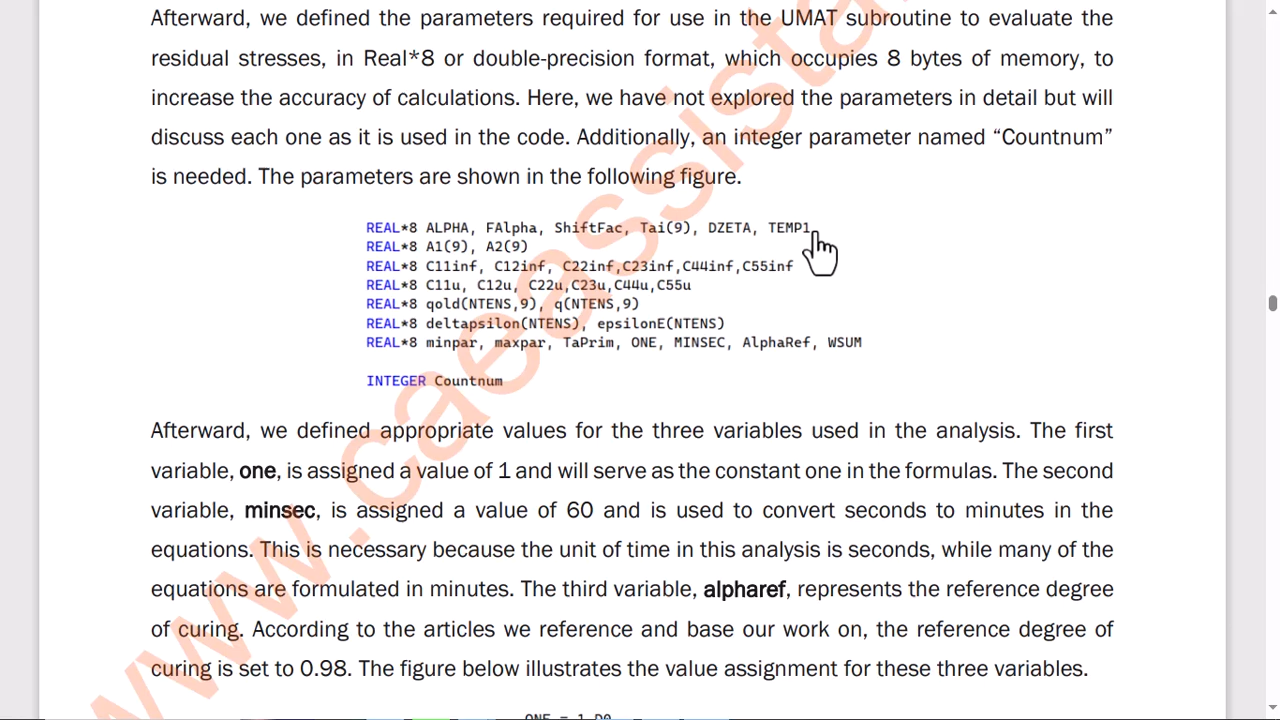 Afterward, we defined the parameters required for use in the UMAT subroutine to evaluate the
residual stresses, in Real*8 or double-precision format, which occupies 8 bytes of memory, to
increase the accuracy of calculations. Here, we have not explored the parameters in detail but will
discuss each one as it is used in the code. Additionally, an integer parameter named “Countnum”
is needed. The parameters are shown in the following figure.
REAL*8 ALPHA, FAlpha, ShiftFac, Tai(9), DZETA, TEMP1
REAL*8 A1(9), A2(9)
REAL*8 C11inf, C12inf, C22inf,C23inf,C44inf,C55inf
REAL*8 C11u, C12u, C22u,C23u,C44u,C55u
REAL*8 qold(NTENS,9), q(NTENS,9)
REAL*8 deltapsilon(NTENS), epsilonE(NTENS)
REAL*8 minpar, maxpar, TaPrim, ONE, MINSEC, AlphaRef, WSUM
INTEGER Countnum
Afterward, we defined appropriate values for the three variables used in the analysis. The first
variable, one, is assigned a value of 1 and will serve as the constant one in the formulas. The second
variable, minsec, is assigned a value of 60 and is used to convert seconds to minutes in the
equations. This is necessary because the unit of time in this analysis is seconds, while many of the
equations are formulated in minutes. The third variable, alpharef, represents the reference degree
of curing. According to the articles we reference and base our work on, the reference degree of
curing is set to 0.98. The figure below illustrates the value assignment for these three variables.
ONE = 1.D0
www.caeassista